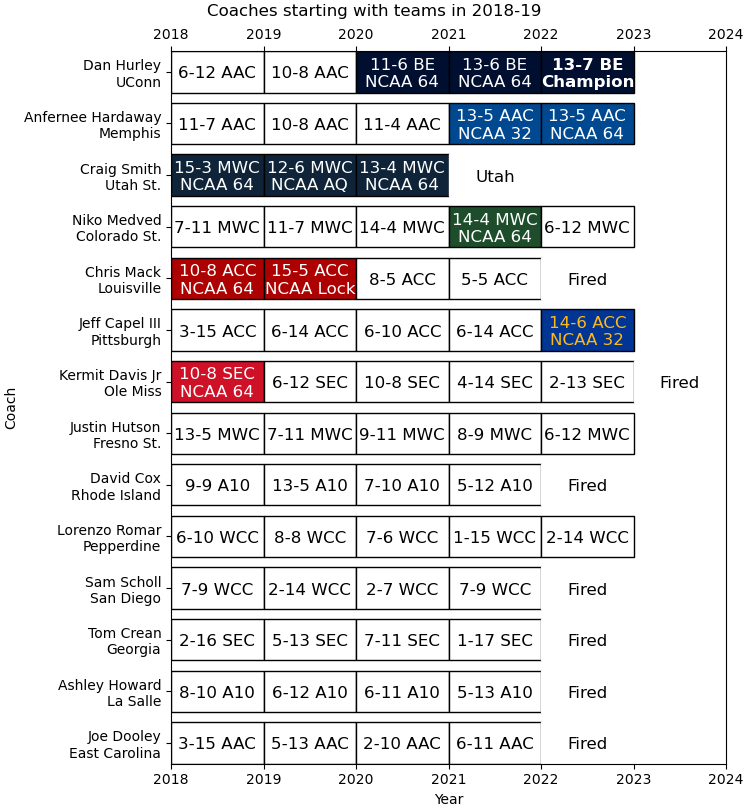 Coaches starting with teams in 2018-19
2018 2019 2020 2021 2022 2023 2024
Dan Hurley
UConn
6-12 AAC
10-8 AAC
11-6 BE
NCAA 64
13-6 BE
NCAA 64
13-7 BE
Champion
Anfernee Hardaway
Memphis
11-7 AAC
10-8 AAC
11-4 AAC
13-5 AAC
NCAA 32
13-5 AAC
NCAA 64
Craig Smith
Utah St.
15-3 MWC
NCAA 64
12-6 MWC
NCAA AQ
13-4 MWC
NCAA 64
Utah
Niko Medved
Colorado St.
7-11 MWC
11-7 MWC
14-4 MWC
14-4 MWC
NCAA 64
6-12 MWC
Chris Mack
Louisville
10-8 ACC
NCAA 64
15-5 ACC
NCAA Lock
8-5 ACC
5-5 ACC
Fired
Jeff Capel III
Pittsburgh
3-15 ACC
6-14 ACC
6-10 ACC
6-14 ACC
14-6 ACC
NCAA 32
Kermit Davis Jr
Ole Miss
10-8 SEC
NCAA 64
6-12 SEC
10-8 SEC
4-14 SEC
2-13 SEC
Fired
Justin Hutson
Fresno St.
13-5 MWC
7-11 MWC
9-11 MWC
8-9 MWC
6-12 MWC
David Cox
Rhode Island
9-9 A10
13-5 A10
7-10 A10
5-12 A10
Fired
Lorenzo Romar
Pepperdine
6-10 WCC
8-8 WCC
7-6 WCC
1-15 WCC
2-14 WCC
Sam Scholl
San Diego
7-9 WCC
2-14 WCC
2-7 WCC
7-9 WCC
Fired
Tom Crean
Georgia
2-16 SEC
5-13 SEC
7-11 SEC
1-17 SEC
Fired
Ashley Howard
La Salle
8-10 A10
6-12 A10
6-11 A10
5-13 A10
Fired
Joe Dooley
East Carolina
3-15 AAC
5-13 AAC
2-10 AAC
6-11 AAC
Fired
2018 2019 2020 2021 2022 2023 2024
Year
Coach